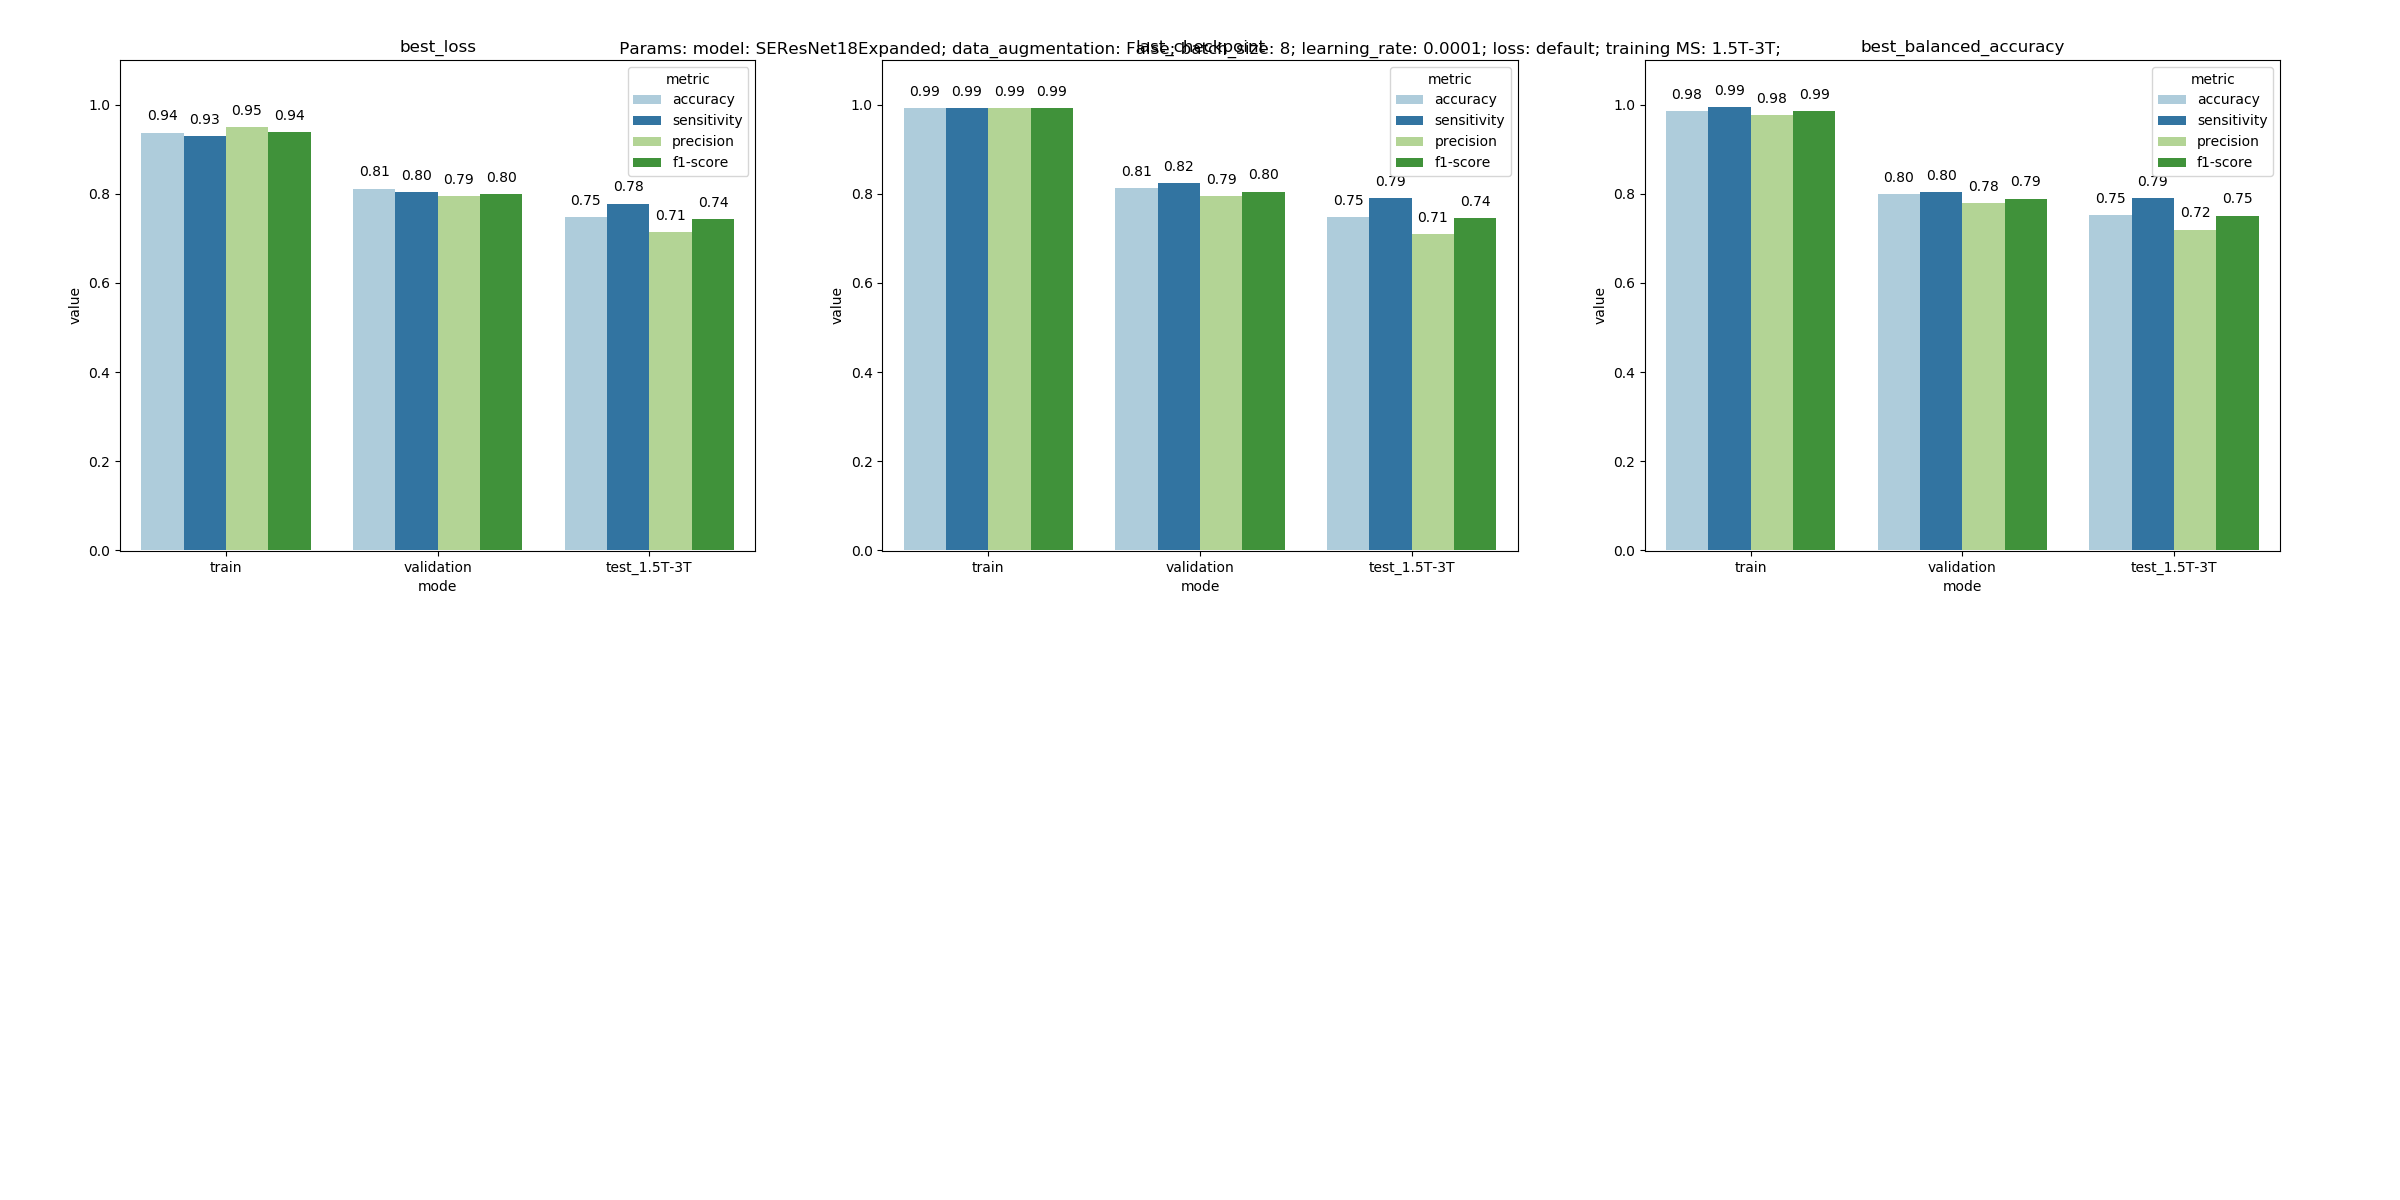 Params: model: SEResNet18Expanded; data_augmentation: False; batch_size: 8; learning_rate: 0.0001; loss: default; training MS: 1.5T-3T;
best_loss
metric
accuracy
sensitivity
precision
f1-score
0.94 0.93 0.95 0.94
0.81 0.80 0.79 0.80
0.75 0.78 0.71 0.74
1.0
0.8
0.6
0.4
0.2
0.0
value
train validation test_1.5T-3T
mode
last_checkpoint
metric
accuracy
sensitivity
precision
f1-score
0.99 0.99 0.99 0.99
0.81 0.82 0.79 0.80
0.75 0.79 0.71 0.74
1.0
0.8
0.6
0.4
0.2
0.0
value
train validation test_1.5T-3T
mode
best_balanced_accuracy
metric
accuracy
sensitivity
precision
f1-score
0.98 0.99 0.98 0.99
0.80 0.80 0.78 0.79
0.75 0.79 0.72 0.75
1.0
0.8
0.6
0.4
0.2
0.0
value
train validation test_1.5T-3T
mode